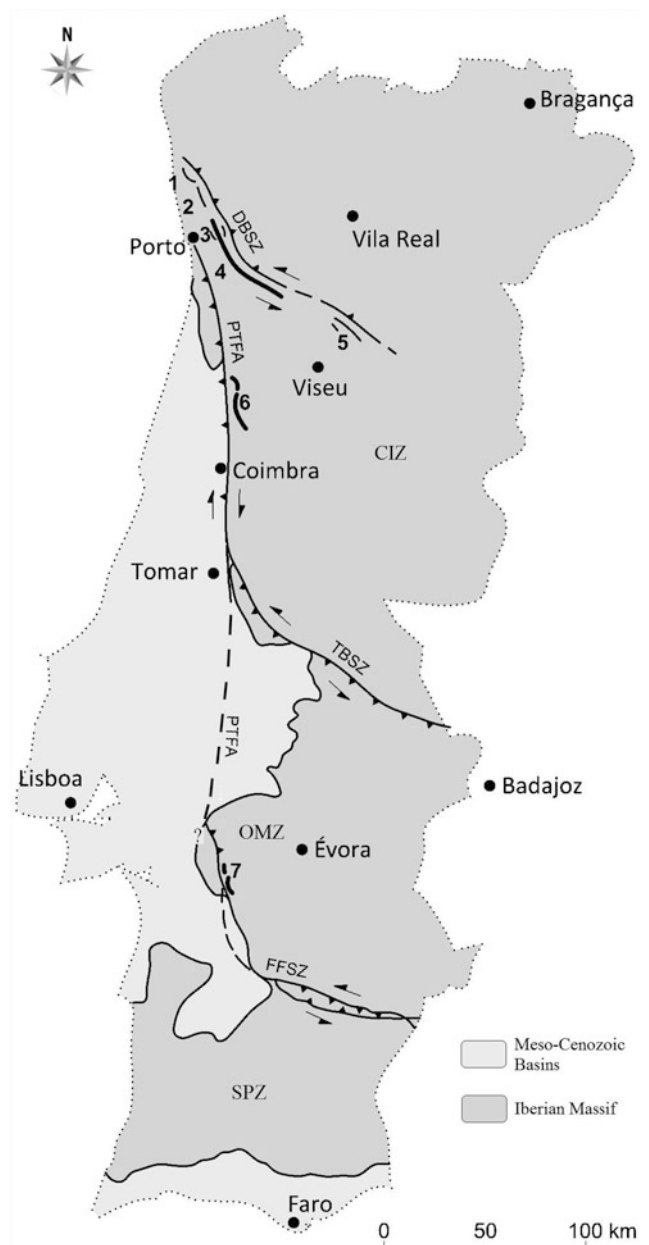 N
Bragança
1
2
DBSZ
Vila Real
Porto
3
4
PTFA
5
Viseu
6
CIZ
Coimbra
Tomar
TBSZ
PTFA
Lisboa
Badajoz
?
OMZ
Évora
7
FFSZ
Meso-Cenozoic
Basins
SPZ
Iberian Massif
Faro
0 50 100 km